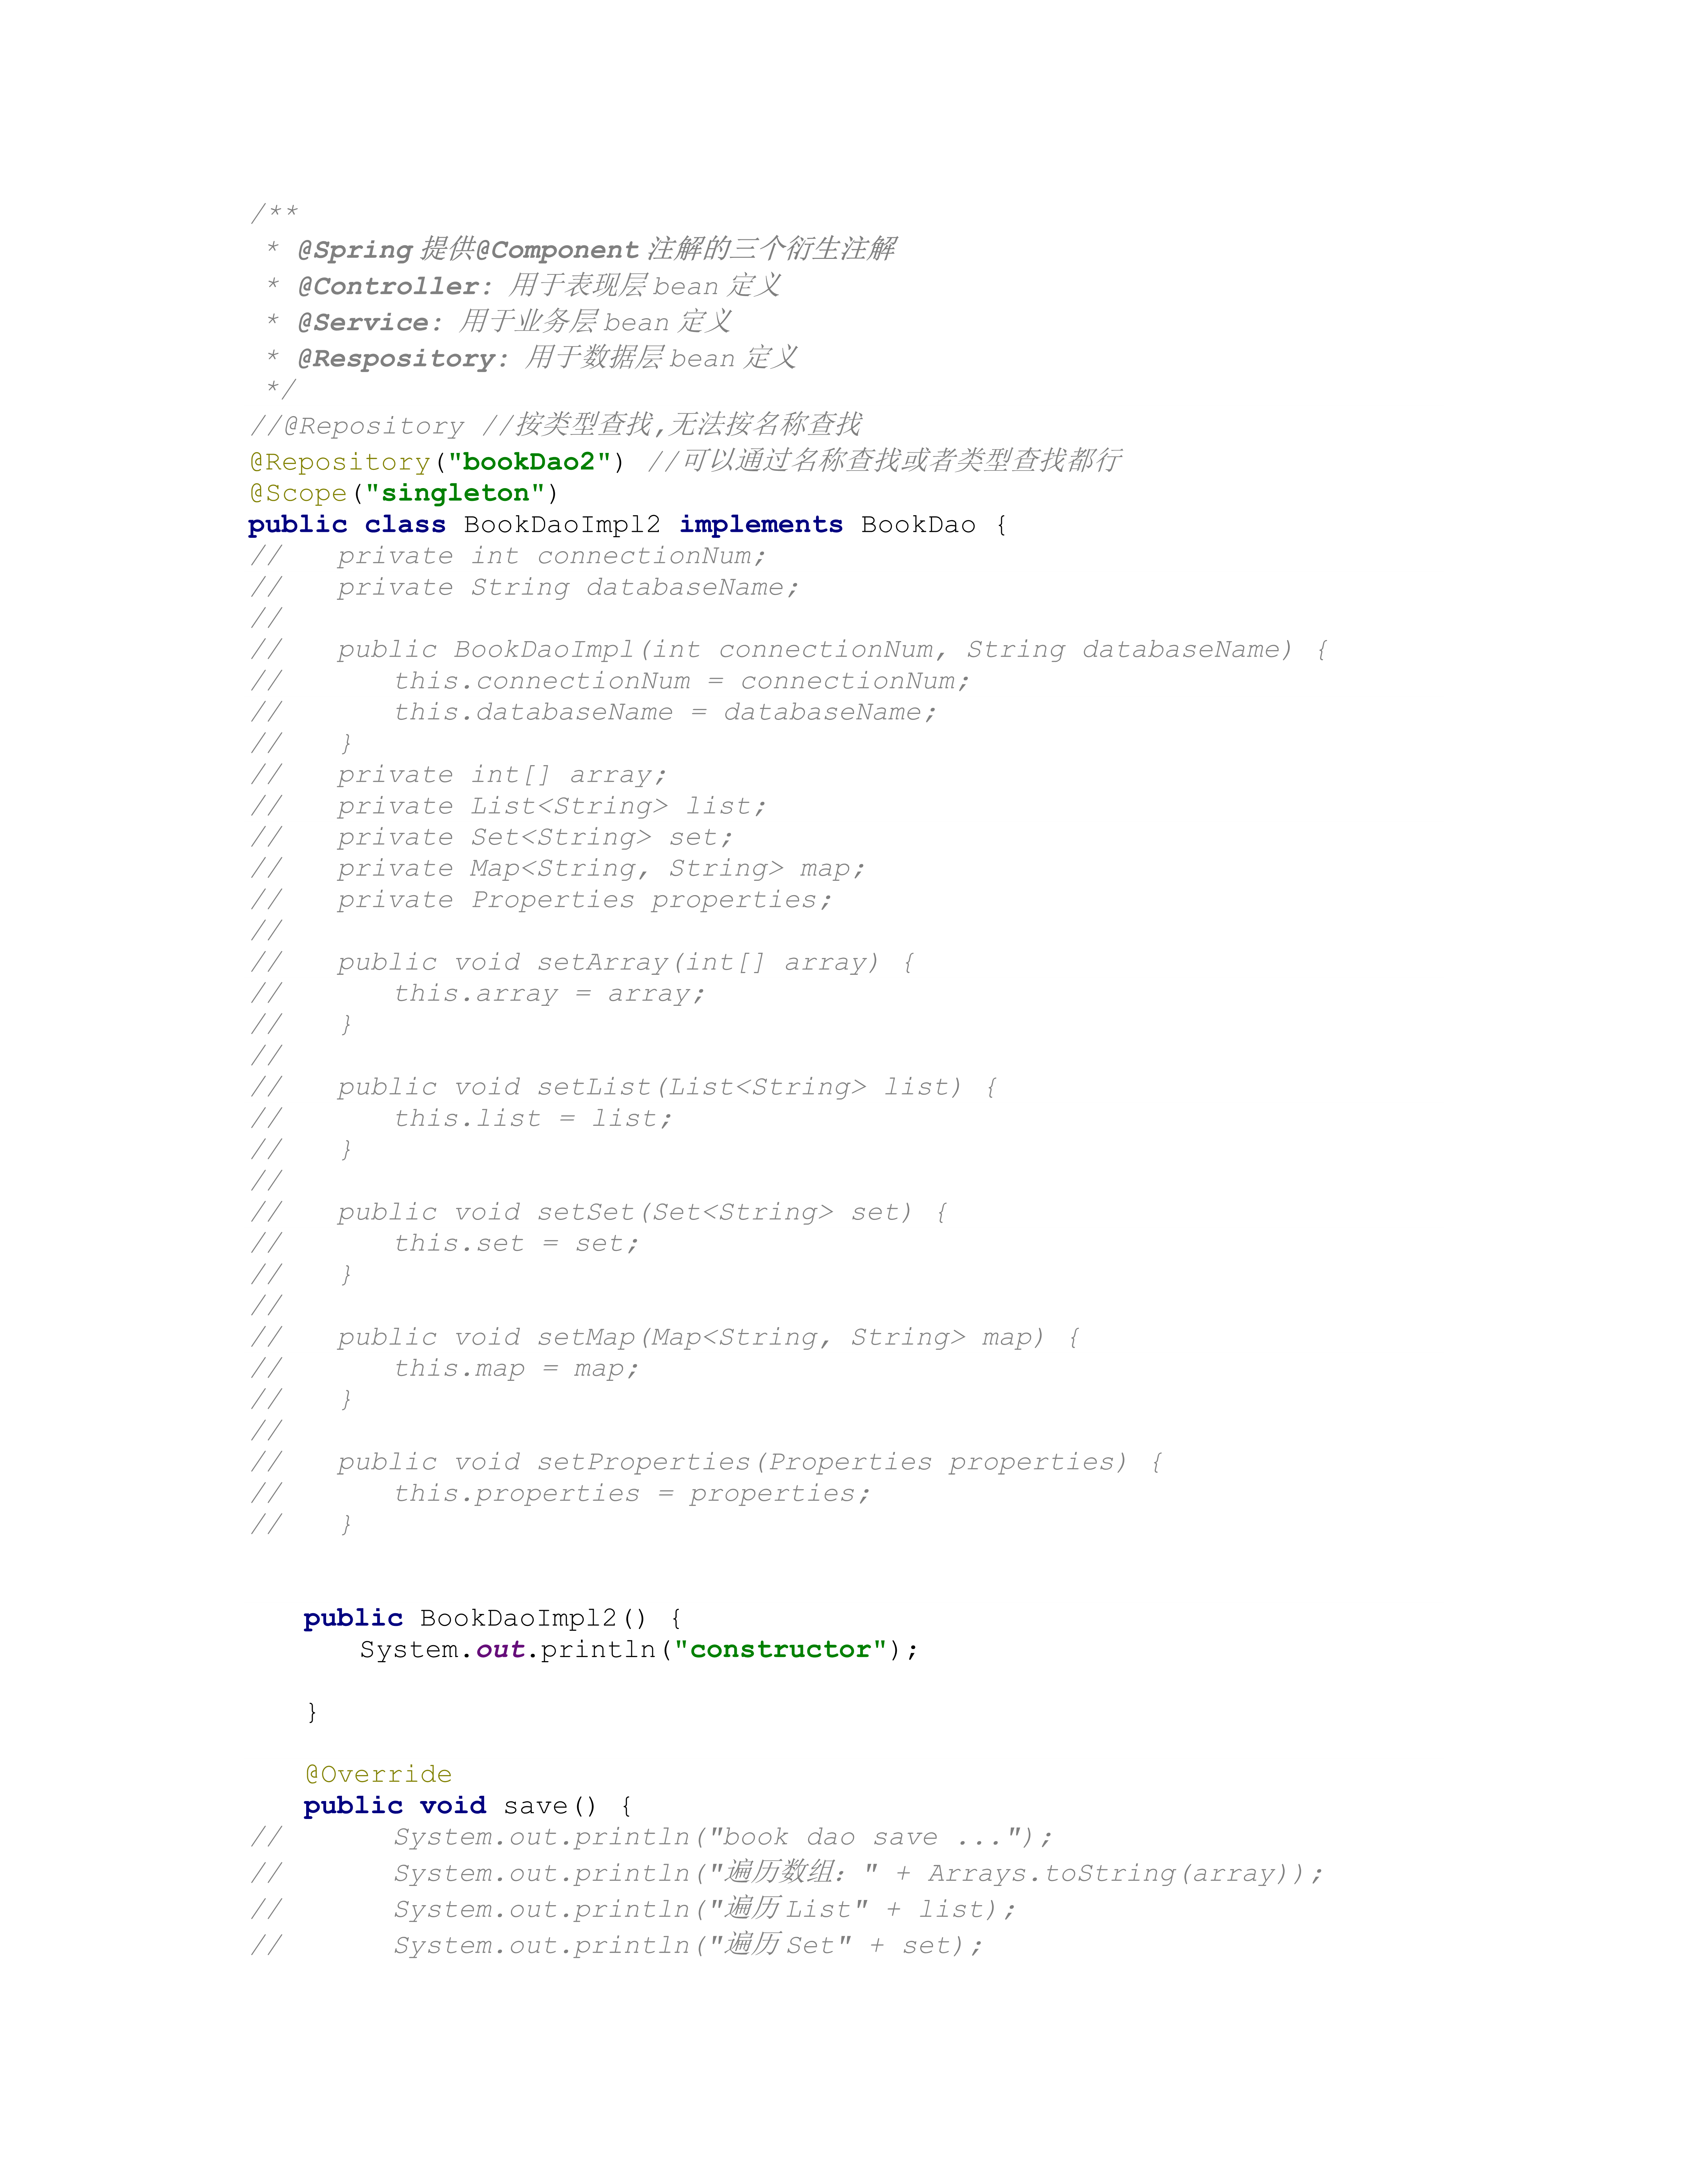 /**
 * @Spring 提供@Component 注解的三个衍生注解
 * @Controller: 用于表现层 bean 定义
 * @Service: 用于业务层 bean 定义
 * @Respository: 用于数据层 bean 定义
 */
//@Repository //按类型查找,无法按名称查找
@Repository("bookDao2") //可以通过名称查找或者类型查找都行
@Scope("singleton")
public class BookDaoImpl2 implements BookDao {
//    private int connectionNum;
//    private String databaseName;
//
//    public BookDaoImpl(int connectionNum, String databaseName) {
//        this.connectionNum = connectionNum;
//        this.databaseName = databaseName;
//    }
//    private int[] array;
//    private List<String> list;
//    private Set<String> set;
//    private Map<String, String> map;
//    private Properties properties;
//
//    public void setArray(int[] array) {
//        this.array = array;
//    }
//
//    public void setList(List<String> list) {
//        this.list = list;
//    }
//
//    public void setSet(Set<String> set) {
//        this.set = set;
//    }
//
//    public void setMap(Map<String, String> map) {
//        this.map = map;
//    }
//
//    public void setProperties(Properties properties) {
//        this.properties = properties;
//    }
    public BookDaoImpl2() {
        System.out.println("constructor");
    }
    @Override
    public void save() {
//        System.out.println("book dao save ...");
//        System.out.println("遍历数组: " + Arrays.toString(array));
//        System.out.println("遍历 List" + list);
//        System.out.println("遍历 Set" + set);